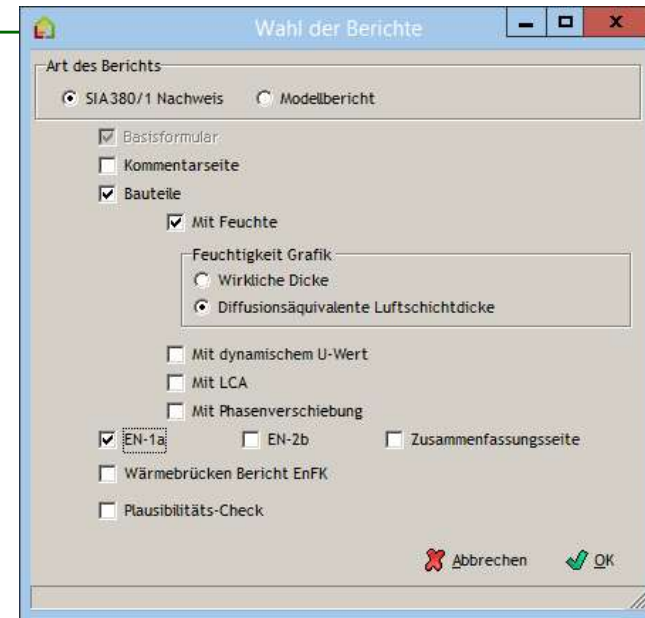 Wahl der Berichte
Art des Berichts
SIA380/1 Nachweis Modellbericht
Basisformular
Kommentarseite
Bauteile
Mit Feuchte
Feuchtigkeit Grafik
Wirkliche Dicke
Diffusionsäquivalente Luftschichtdicke
Mit dynamischem U-Wert
Mit LCA
Mit Phasenverschiebung
EN-1a EN-2b Zusammenfassungsseite
Wärmebrücken Bericht EnFK
Plausibilitäts-Check
Abbrechen OK